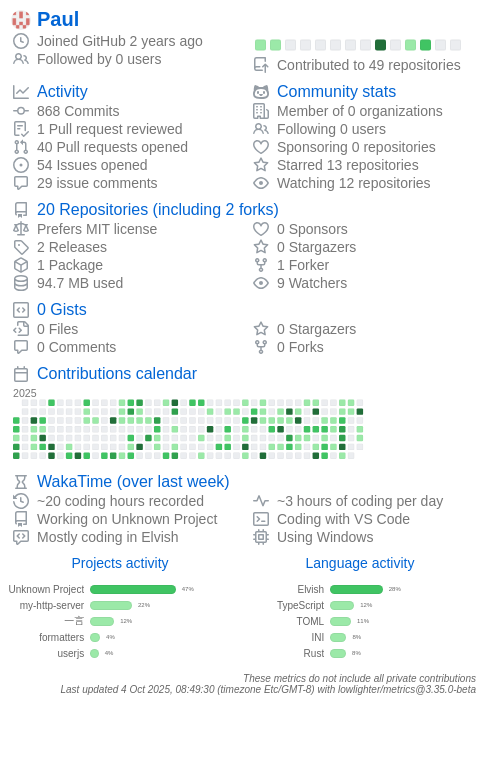 Paul
Joined GitHub 2 years ago
Followed by 0 users
Contributed to 49 repositories
Activity
868 Commits
1 Pull request reviewed
40 Pull requests opened
54 Issues opened
29 issue comments
Community stats
Member of 0 organizations
Following 0 users
Sponsoring 0 repositories
Starred 13 repositories
Watching 12 repositories
20 Repositories (including 2 forks)
Prefers MIT license
2 Releases
1 Package
94.7 MB used
0 Sponsors
0 Stargazers
1 Forker
9 Watchers
0 Gists
0 Files
0 Comments
0 Stargazers
0 Forks
Contributions calendar
2025
WakaTime (over last week)
~20 coding hours recorded
Working on Unknown Project
Mostly coding in Elvish
~3 hours of coding per day
Coding with VS Code
Using Windows
Projects activity
Unknown Project 47%
my-http-server 22%
一言 12%
formatters 4%
userjs 4%
Language activity
Elvish 28%
TypeScript 12%
TOML 11%
INI 8%
Rust 8%
These metrics do not include all private contributions
Last updated 4 Oct 2025, 08:49:30 (timezone Etc/GMT-8) with lowlighter/metrics@3.35.0-beta